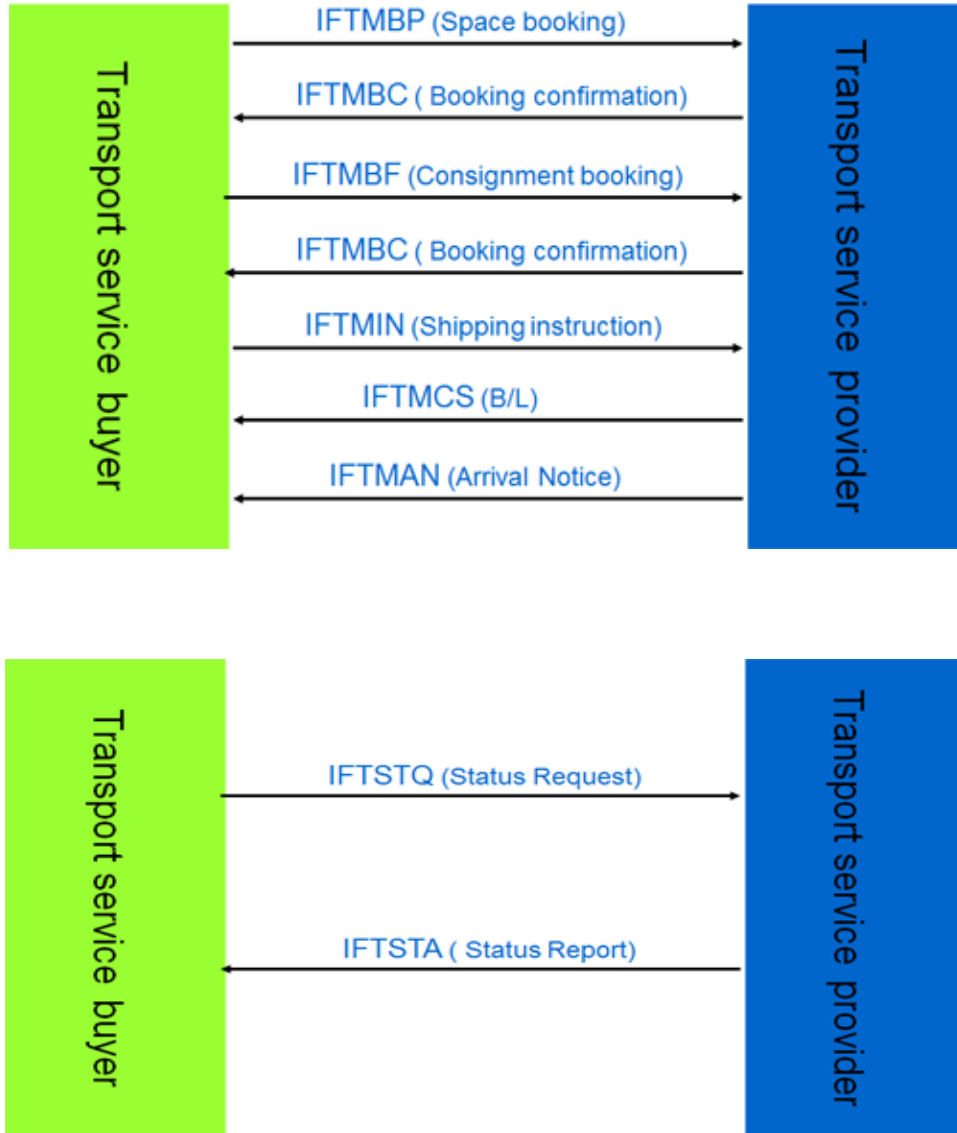 IFTMBP (Space booking)
IFTMBC ( Booking confirmation)
IFTMBF (Consignment booking)
IFTMBC ( Booking confirmation)
IFTMIN (Shipping instruction)
IFTMCS (B/L)
IFTMAN (Arrival Notice)
Transport service buyer
Transport service provider
IFTSTQ (Status Request)
IFTSTA ( Status Report)
Transport service buyer
Transport service provider